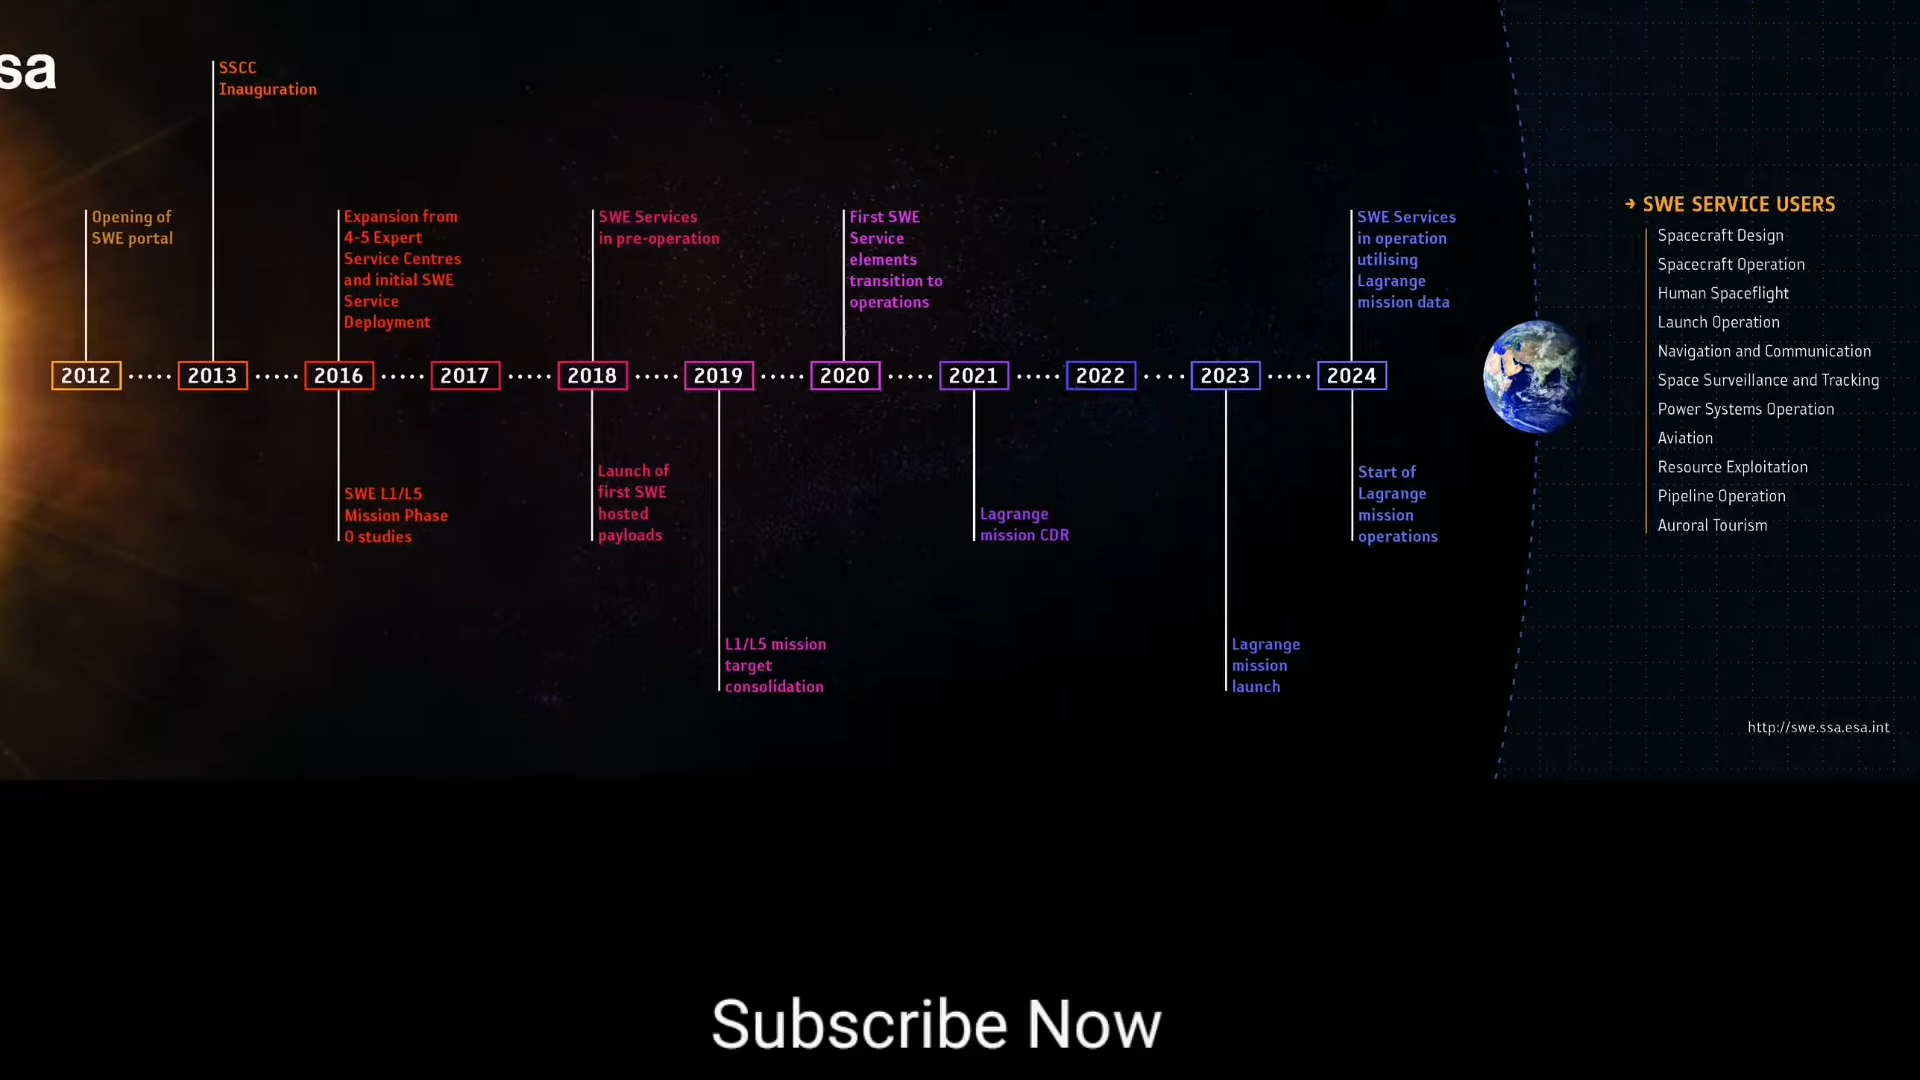 sa
SSCC
Inauguration
Opening of
SWE portal
Expansion from
4-5 Expert
Service Centres
and initial SWE
Service
Deployment
SWE Services
in pre-operation
First SWE
Service
elements
transition to
operations
SWE Services
in operation
utilising
Lagrange
mission data
2012 ..... 2013 ..... 2016 ..... 2017 ..... 2018 ..... 2019 ..... 2020 ..... 2021 ..... 2022 .... 2023 ..... 2024
SWE L1/L5
Mission Phase
0 studies
Launch of
first SWE
hosted
payloads
L1/L5 mission
target
consolidation
Lagrange
mission CDR
Lagrange
mission
launch
Start of
Lagrange
mission
operations
→ SWE SERVICE USERS
Spacecraft Design
Spacecraft Operation
Human Spaceflight
Launch Operation
Navigation and Communication
Space Surveillance and Tracking
Power Systems Operation
Aviation
Resource Exploitation
Pipeline Operation
Auroral Tourism
http://swe.ssa.esa.int
Subscribe Now